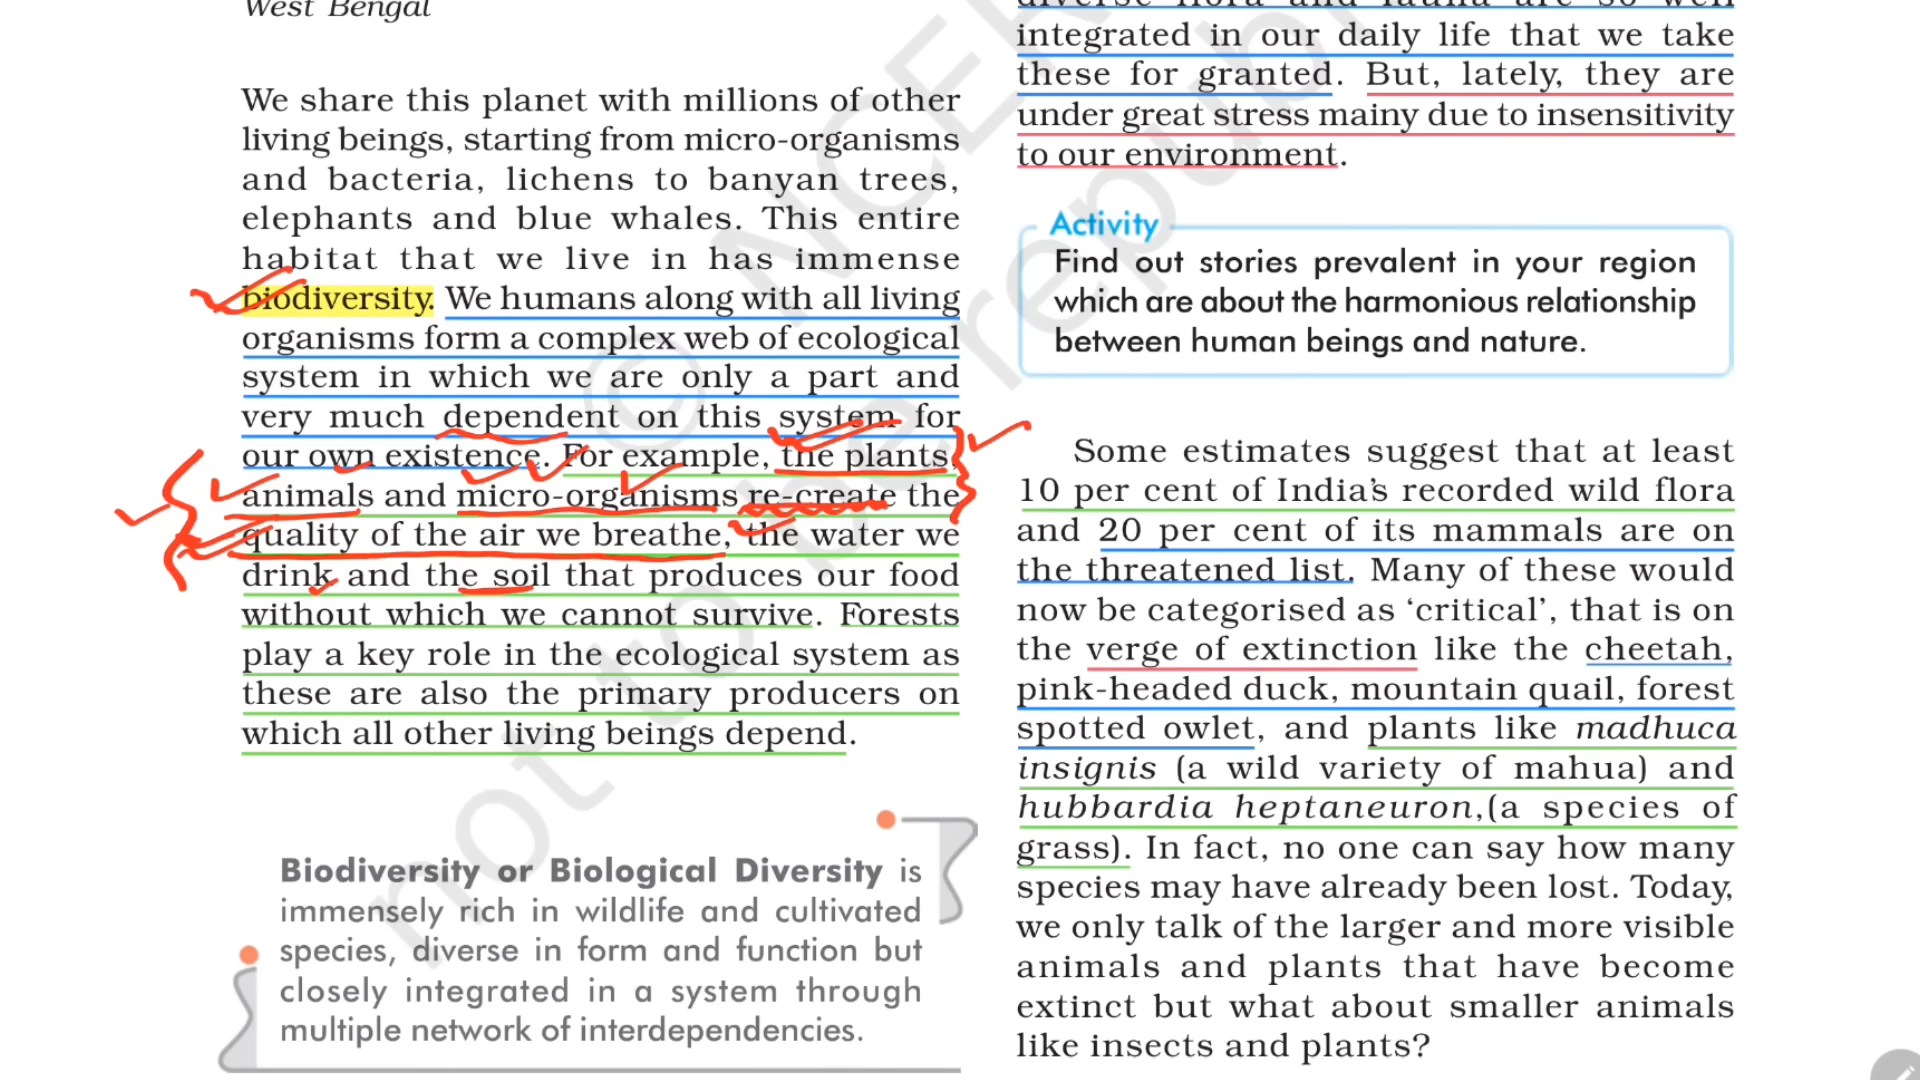 West Bengal
We share this planet with millions of other
living beings, starting from micro-organisms
and bacteria, lichens to banyan trees,
elephants and blue whales. This entire
habitat that we live in has immense
biodiversity. We humans along with all living
organisms form a complex web of ecological
system in which we are only a part and
very much dependent on this system for
our own existence. For example, the plants,
animals and micro-organisms re-create the
quality of the air we breathe, the water we
drink and the soil that produces our food
without which we cannot survive. Forests
play a key role in the ecological system as
these are also the primary producers on
which all other living beings depend.
Biodiversity or Biological Diversity is
immensely rich in wildlife and cultivated
species, diverse in form and function but
closely integrated in a system through
multiple network of interdependencies.
diverse flora and fauna are so well
integrated in our daily life that we take
these for granted. But, lately, they are
under great stress mainy due to insensitivity
to our environment.
Activity
Find out stories prevalent in your region
which are about the harmonious relationship
between human beings and nature.
Some estimates suggest that at least
10 per cent of India's recorded wild flora
and 20 per cent of its mammals are on
the threatened list. Many of these would
now be categorised as ‘critical’, that is on
the verge of extinction like the cheetah,
pink-headed duck, mountain quail, forest
spotted owlet, and plants like madhuca
insignis (a wild variety of mahua) and
hubbardia heptaneuron,(a species of
grass). In fact, no one can say how many
species may have already been lost. Today,
we only talk of the larger and more visible
animals and plants that have become
extinct but what about smaller animals
like insects and plants?
© NCER
not to be republ